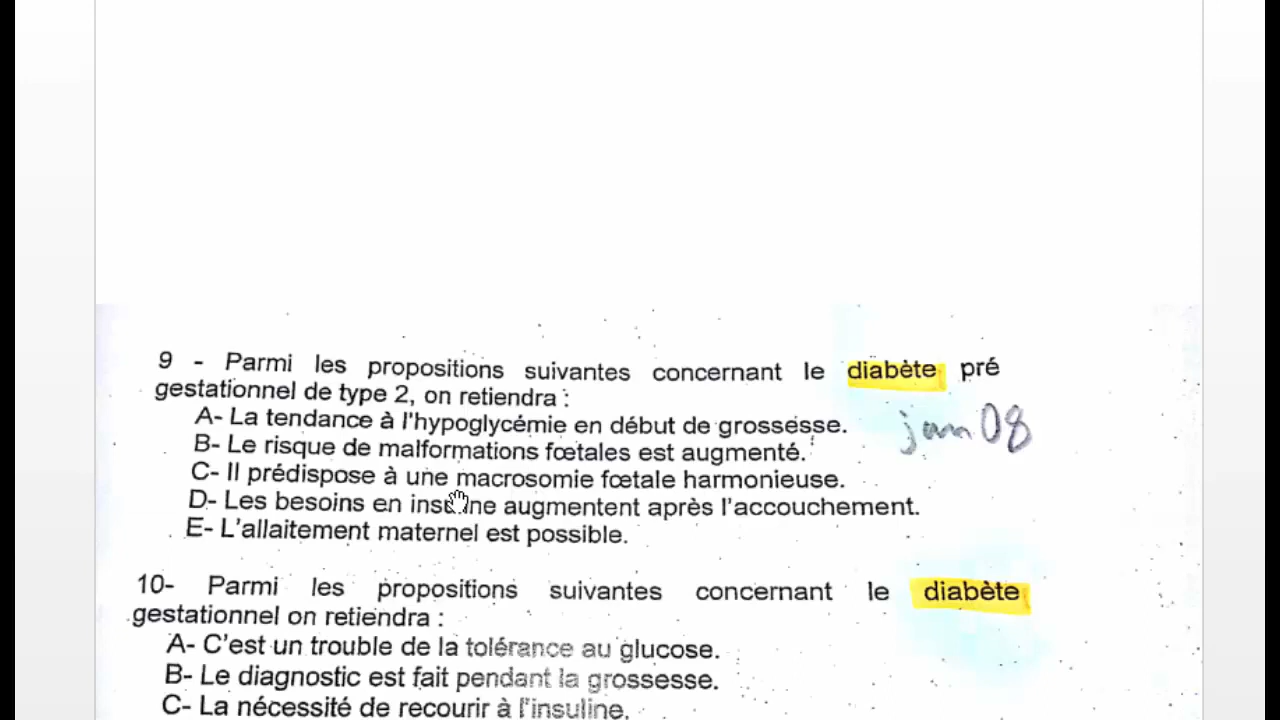 9 - Parmi les propositions suivantes concernant le diabète pré
gestationnel de type 2, on retiendra :
A- La tendance à l'hypoglycémie en début de grossesse.
jan 08
B- Le risque de malformations fœtales est augmenté.
C- Il prédispose à une macrosomie fœtale harmonieuse.
D- Les besoins en insuline augmentent après l'accouchement.
E- L'allaitement maternel est possible.
10- Parmi les propositions suivantes concernant le diabète
gestationnel on retiendra :
A- C'est un trouble de la tolérance au glucose.
B- Le diagnostic est fait pendant la grossesse.
C- La nécessité de recourir à l'insuline.